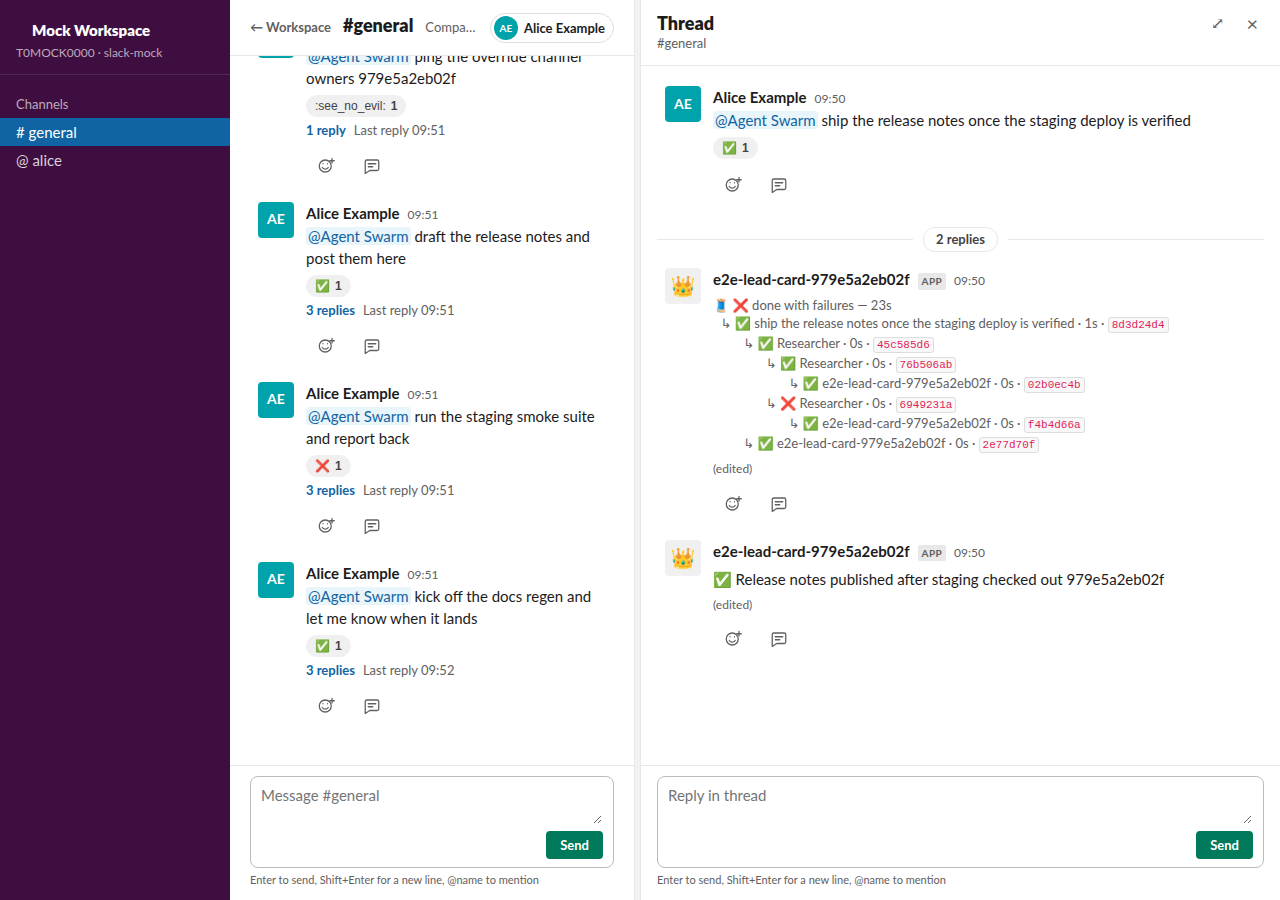 Mock Workspace
T0MOCK0000 · slack-mock
Channels
# general
@ alice
← Workspace #general Compa... AE Alice Example
@Agent Swarm ping the override channel
owners 979e5a2eb02f
:see_no_evil: 1
1 reply Last reply 09:51
AE Alice Example 09:51
@Agent Swarm draft the release notes and
post them here
✅ 1
3 replies Last reply 09:51
AE Alice Example 09:51
@Agent Swarm run the staging smoke suite
and report back
❌ 1
3 replies Last reply 09:51
AE Alice Example 09:51
@Agent Swarm kick off the docs regen and
let me know when it lands
✅ 1
3 replies Last reply 09:52
Message #general
Send
Enter to send, Shift+Enter for a new line, @name to mention
Thread
#general
AE Alice Example 09:50
@Agent Swarm ship the release notes once the staging deploy is verified
✅ 1
2 replies
e2e-lead-card-979e5a2eb02f APP 09:50
🧵 ❌ done with failures — 23s
↳ ✅ ship the release notes once the staging deploy is verified · 1s · 8d3d24d4
↳ ✅ Researcher · 0s · 45c585d6
↳ ✅ Researcher · 0s · 76b506ab
↳ ✅ e2e-lead-card-979e5a2eb02f · 0s · 02b0ec4b
↳ ❌ Researcher · 0s · 6949231a
↳ ✅ e2e-lead-card-979e5a2eb02f · 0s · f4b4d66a
↳ ✅ e2e-lead-card-979e5a2eb02f · 0s · 2e77d70f
(edited)
e2e-lead-card-979e5a2eb02f APP 09:50
✅ Release notes published after staging checked out 979e5a2eb02f
(edited)
Reply in thread
Send
Enter to send, Shift+Enter for a new line, @name to mention